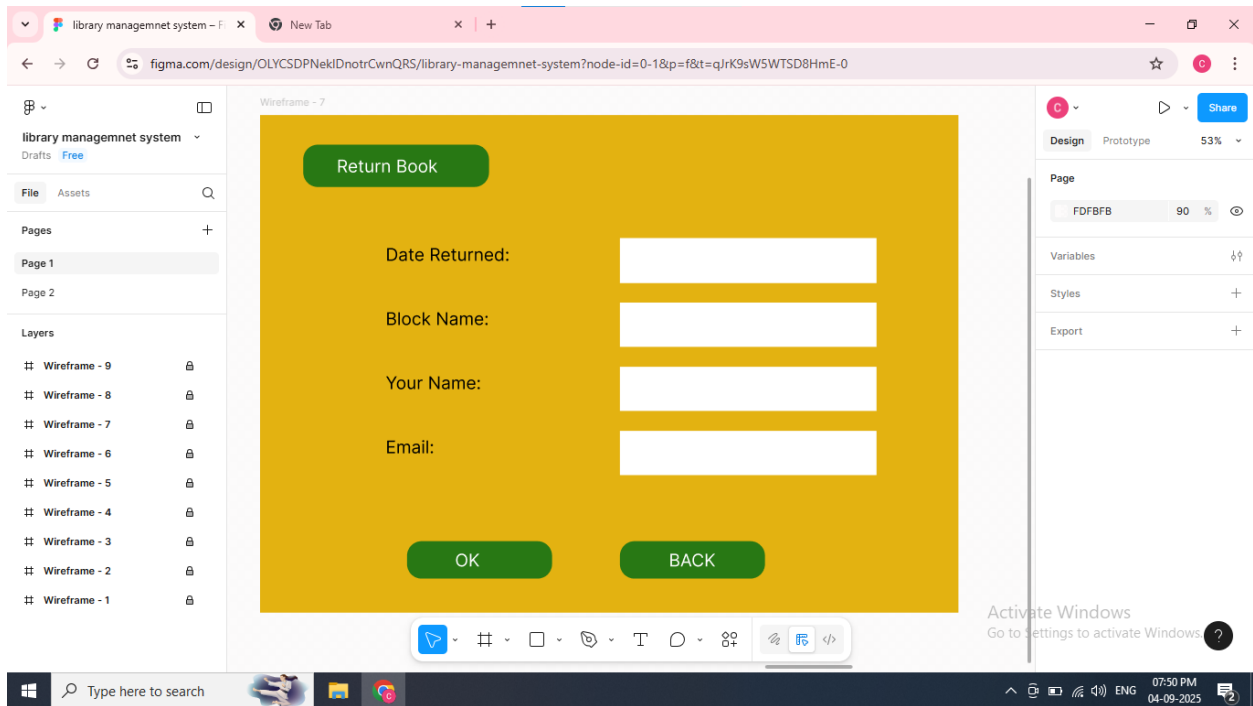 library managemnet system – Fi
New Tab
figma.com/design/OLYCSDPNeklDnotrCwnQRS/library-managemnet-system?node-id=0-1&p=f&t=qJrK9sW5WTSD8HmE-0
C
library managemnet system
Drafts Free
File Assets
Pages
Page 1
Page 2
Layers
Wireframe - 9
Wireframe - 8
Wireframe - 7
Wireframe - 6
Wireframe - 5
Wireframe - 4
Wireframe - 3
Wireframe - 2
Wireframe - 1
Wireframe - 7
Return Book
Date Returned:
Block Name:
Your Name:
Email:
OK BACK
C
Share
Design Prototype 53%
Page
FDFBFB 90 %
Variables
Styles
Export
Activate Windows
Go to Settings to activate Windows.
?
Type here to search
C
ENG
07:50 PM
04-09-2025
2